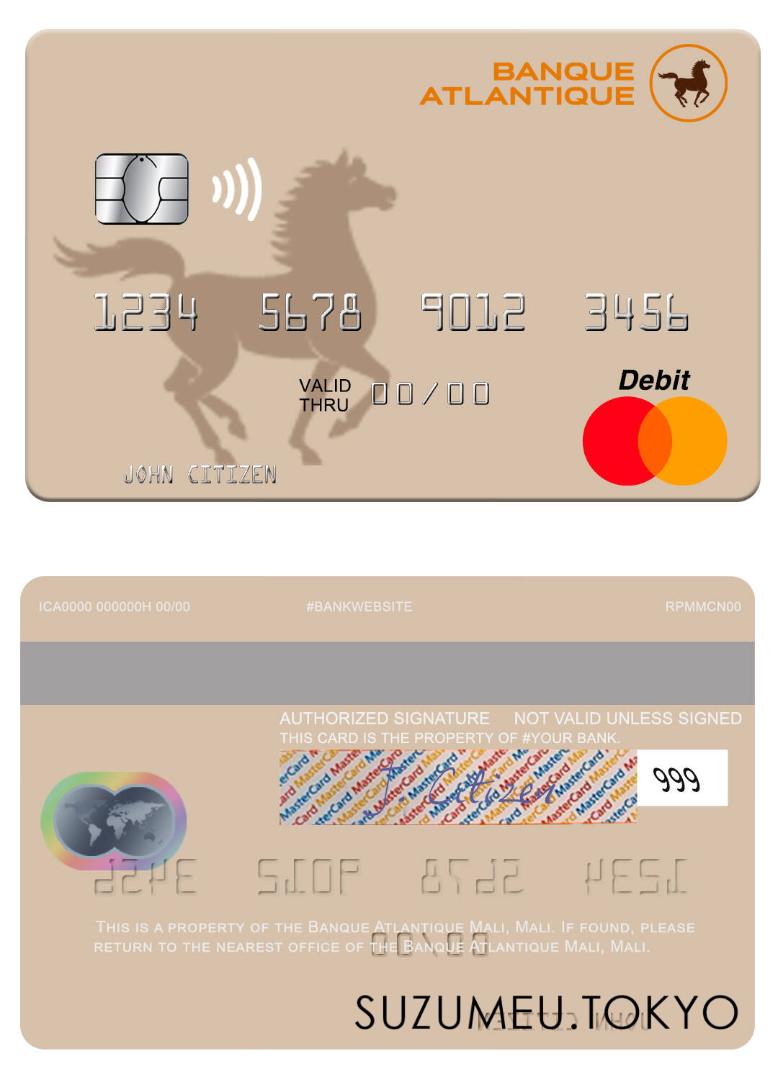 BANQUE
ATLANTIQUE
1234 5678 9012 3456
Debit
VALID
THRU 00/00
JOHN CITIZEN
ICA0000 000000H 00/00 #BANKWEBSITE RPMMCN00
AUTHORIZED SIGNATURE NOT VALID UNLESS SIGNED
THIS CARD IS THE PROPERTY OF #YOUR BANK.
J. Citizen 999
THIS IS A PROPERTY OF THE BANQUE ATLANTIQUE MALI, MALI. IF FOUND, PLEASE
RETURN TO THE NEAREST OFFICE OF THE BANQUE ATLANTIQUE MALI, MALI.
SUZUMEU.TOKYO